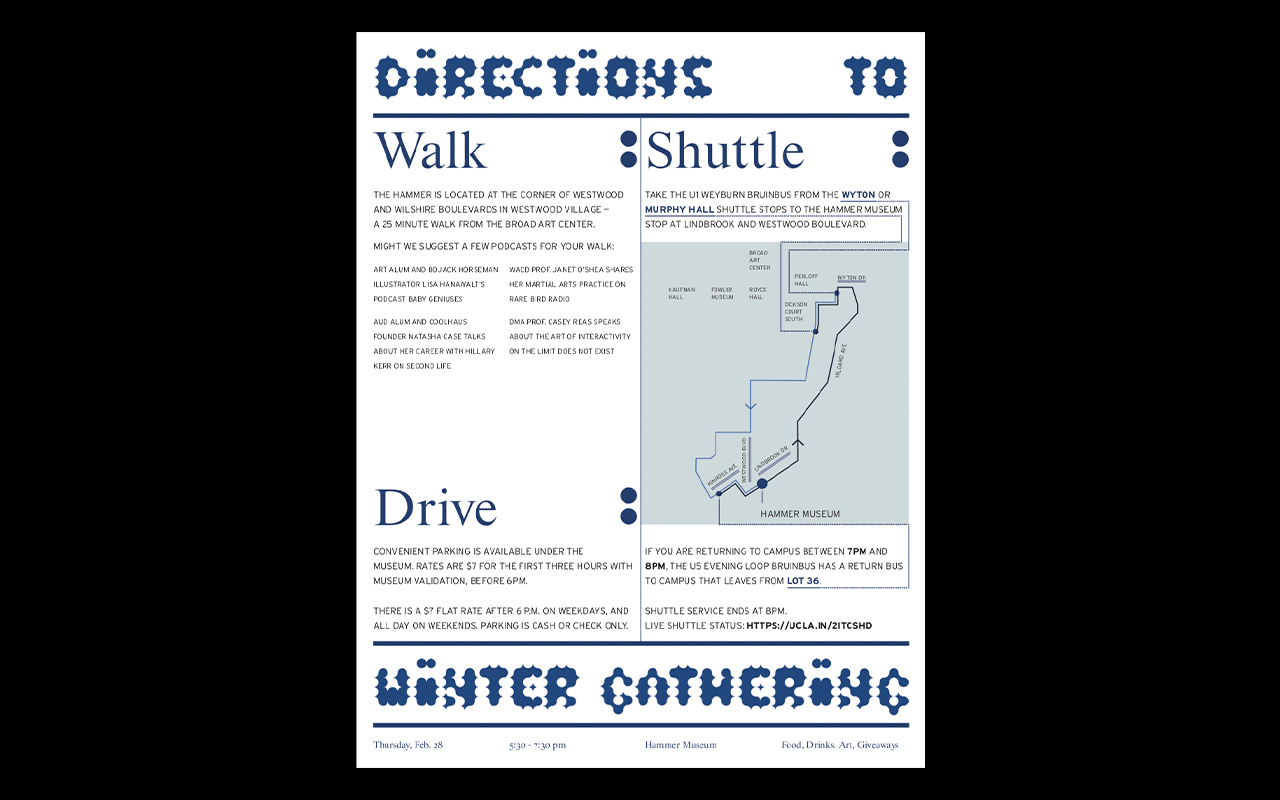 DÏRECTÏONS TO
Walk
THE HAMMER IS LOCATED AT THE CORNER OF WESTWOOD
AND WILSHIRE BOULEVARDS IN WESTWOOD VILLAGE –
A 25 MINUTE WALK FROM THE BROAD ART CENTER.
MIGHT WE SUGGEST A FEW PODCASTS FOR YOUR WALK:
ART ALUM AND BOJACK HORSEMAN
ILLUSTRATOR LISA HANAWALT'S
PODCAST BABY GENIUSES
WACD PROF. JANET O'SHEA SHARES
HER MARTIAL ARTS PRACTICE ON
RARE BIRD RADIO
AUD ALUM AND COOLHAUS
FOUNDER NATASHA CASE TALKS
ABOUT HER CAREER WITH HILLARY
KERR ON SECOND LIFE
DMA PROF. CASEY REAS SPEAKS
ABOUT THE ART OF INTERACTIVITY
ON THE LIMIT DOES NOT EXIST
Drive
CONVENIENT PARKING IS AVAILABLE UNDER THE
MUSEUM. RATES ARE $7 FOR THE FIRST THREE HOURS WITH
MUSEUM VALIDATION, BEFORE 6PM.
THERE IS A $7 FLAT RATE AFTER 6 P.M. ON WEEKDAYS, AND
ALL DAY ON WEEKENDS. PARKING IS CASH OR CHECK ONLY.
Shuttle
TAKE THE U1 WEYBURN BRUINBUS FROM THE WYTON OR
MURPHY HALL SHUTTLE STOPS TO THE HAMMER MUSEUM
STOP AT LINDBROOK AND WESTWOOD BOULEVARD.
BROAD
ART
CENTER
PERLOFF
HALL
WYTON DR
KAUFMAN
HALL
FOWLER
MUSEUM
ROYCE
HALL
DICKSON
COURT
SOUTH
HILGARD AVE
KINROSS AVE
WESTWOOD BLVD
LINDBROOK DR
HAMMER MUSEUM
IF YOU ARE RETURNING TO CAMPUS BETWEEN 7PM AND
8PM, THE U5 EVENING LOOP BRUINBUS HAS A RETURN BUS
TO CAMPUS THAT LEAVES FROM LOT 36.
SHUTTLE SERVICE ENDS AT 8PM.
LIVE SHUTTLE STATUS: HTTPS://UCLA.IN/2ITCSHD
WÏNTER GATHERÏNG
Thursday, Feb. 28
5:30 - 7:30 pm
Hammer Museum
Food, Drinks, Art, Giveaways